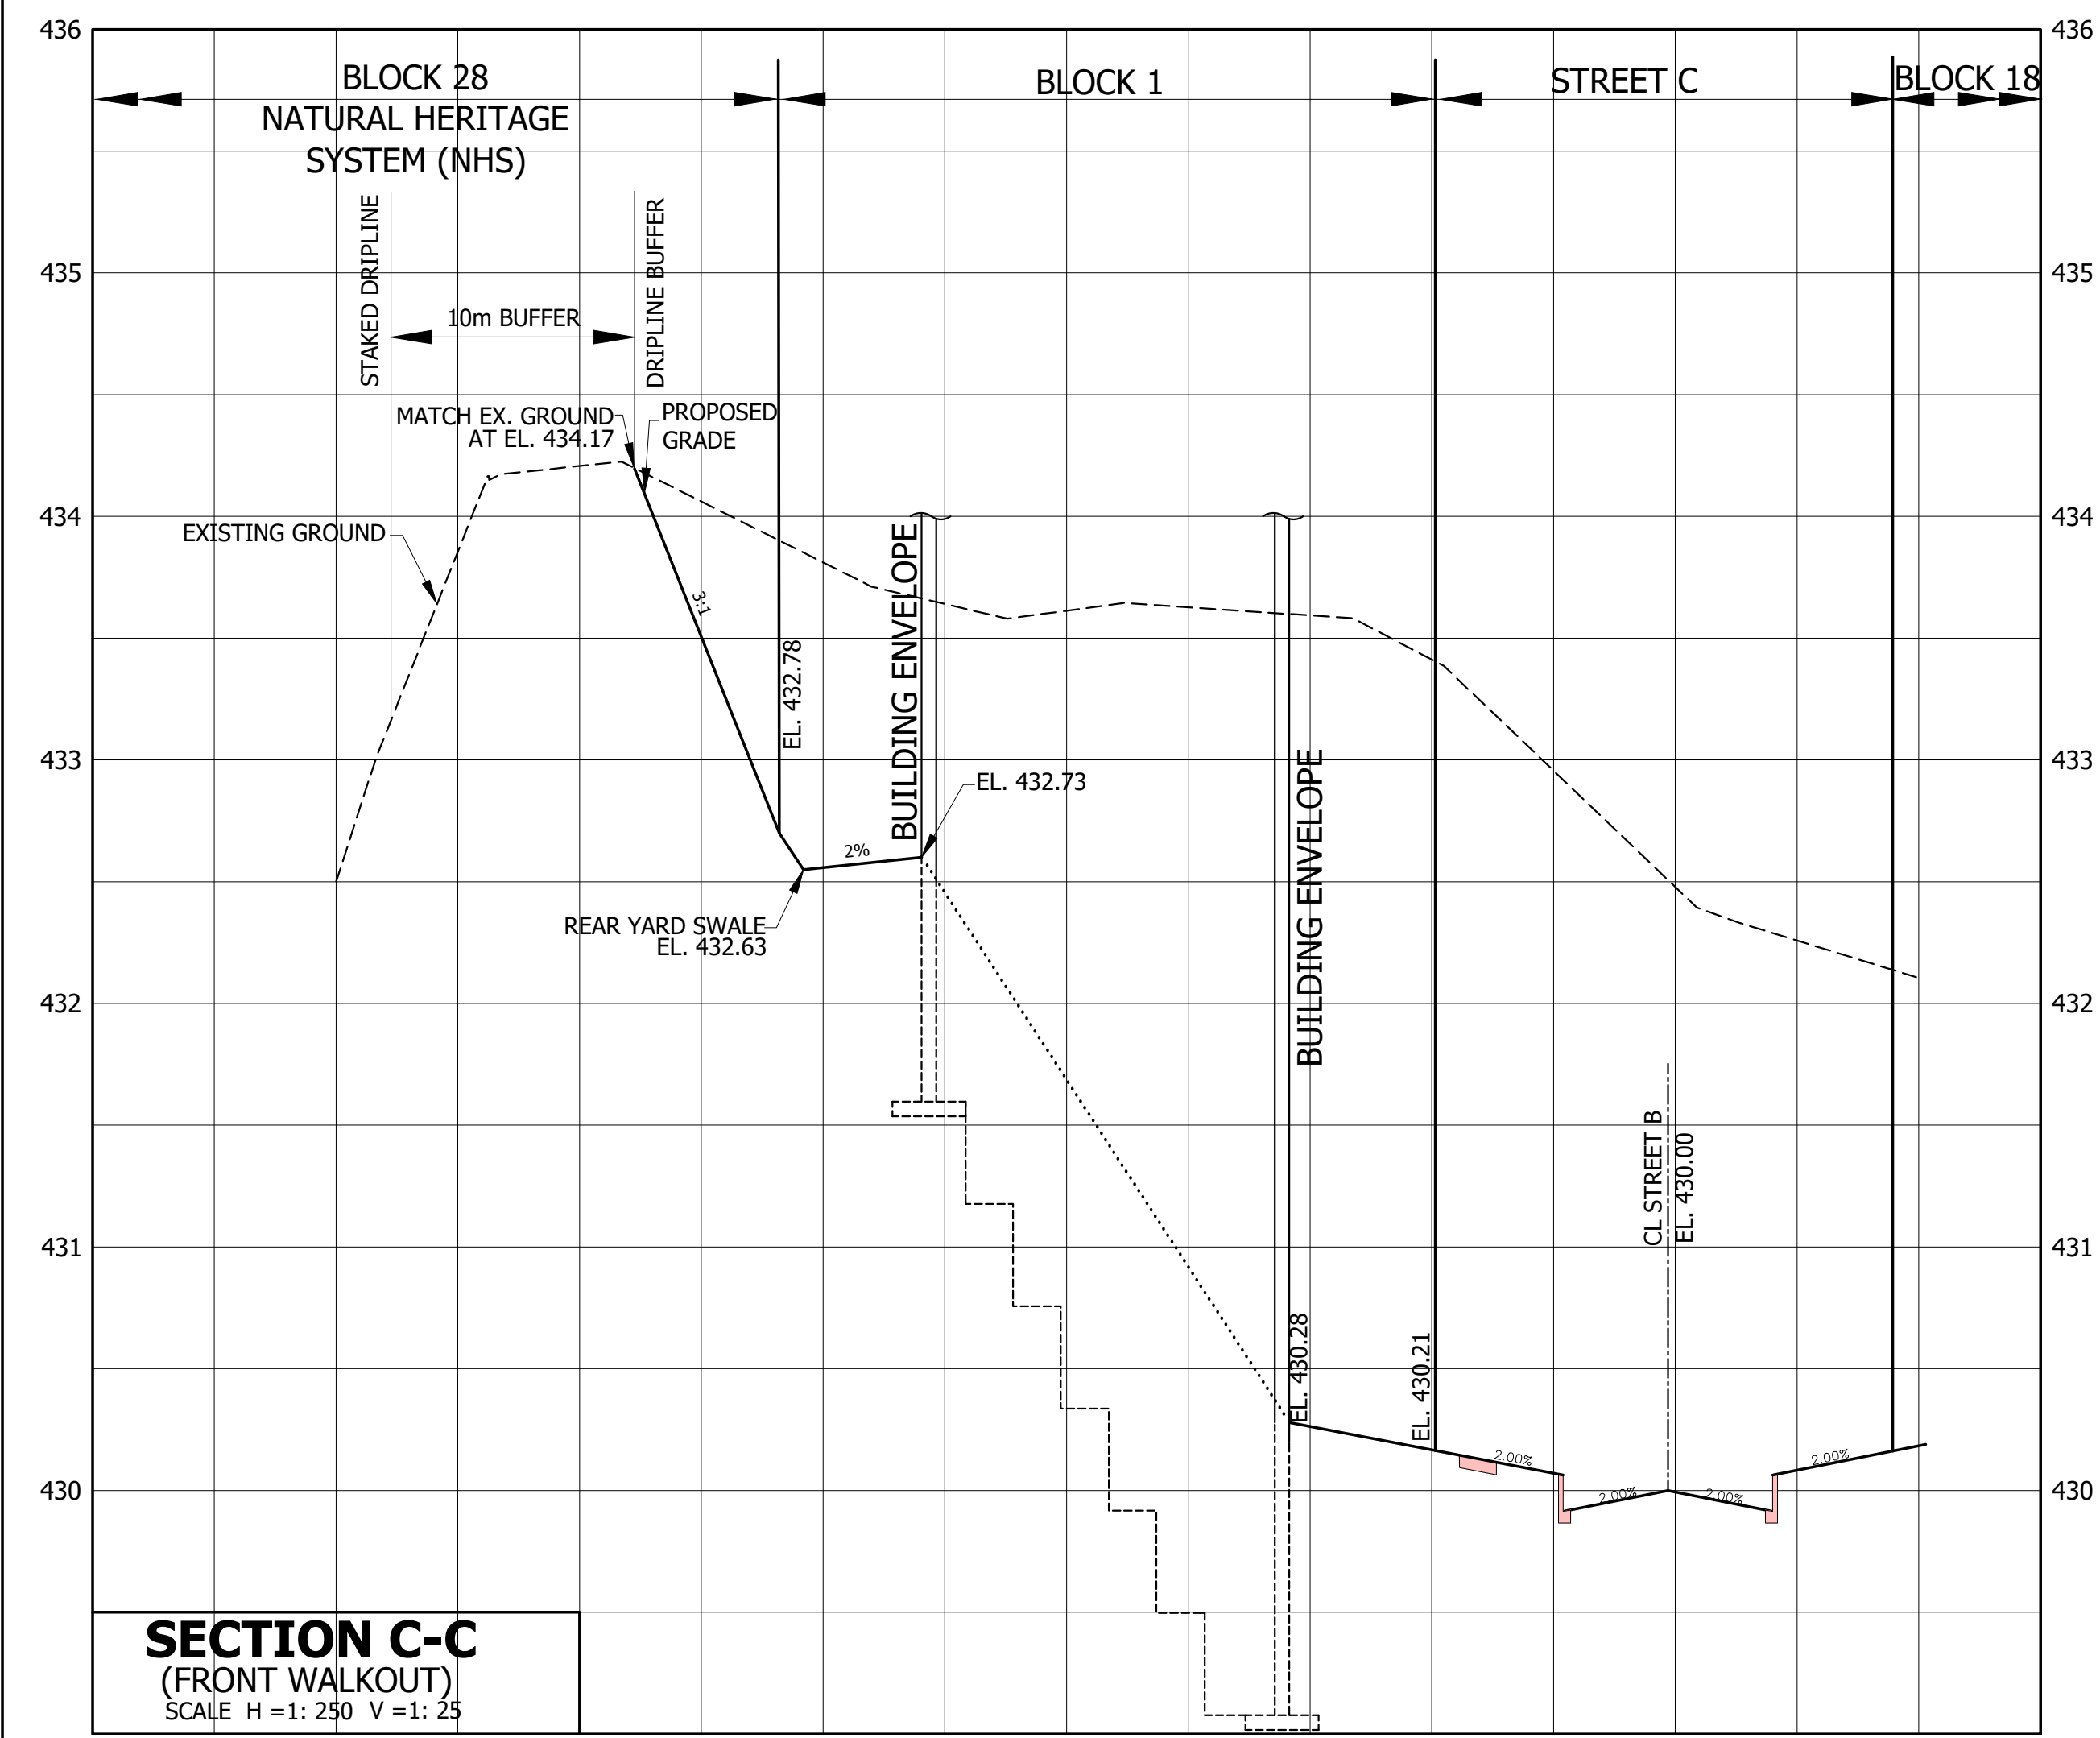 436
436
BLOCK 28
NATURAL HERITAGE
SYSTEM (NHS)
BLOCK 1
STREET C
BLOCK 18
STAKED DRIPLINE
10m BUFFER
DRIPLINE BUFFER
435
435
MATCH EX. GROUND
AT EL. 434.17
PROPOSED
GRADE
434
434
EXISTING GROUND
3:1
EL. 432.78
BUILDING ENVELOPE
433
433
EL. 432.73
BUILDING ENVELOPE
2%
REAR YARD SWALE
EL. 432.63
432
432
CL STREET B
EL. 430.00
431
431
EL. 430.28
EL. 430.21
2.00%
2.00%
2.00%
2.00%
430
430
SECTION C-C
(FRONT WALKOUT)
SCALE H =1: 250 V =1: 25